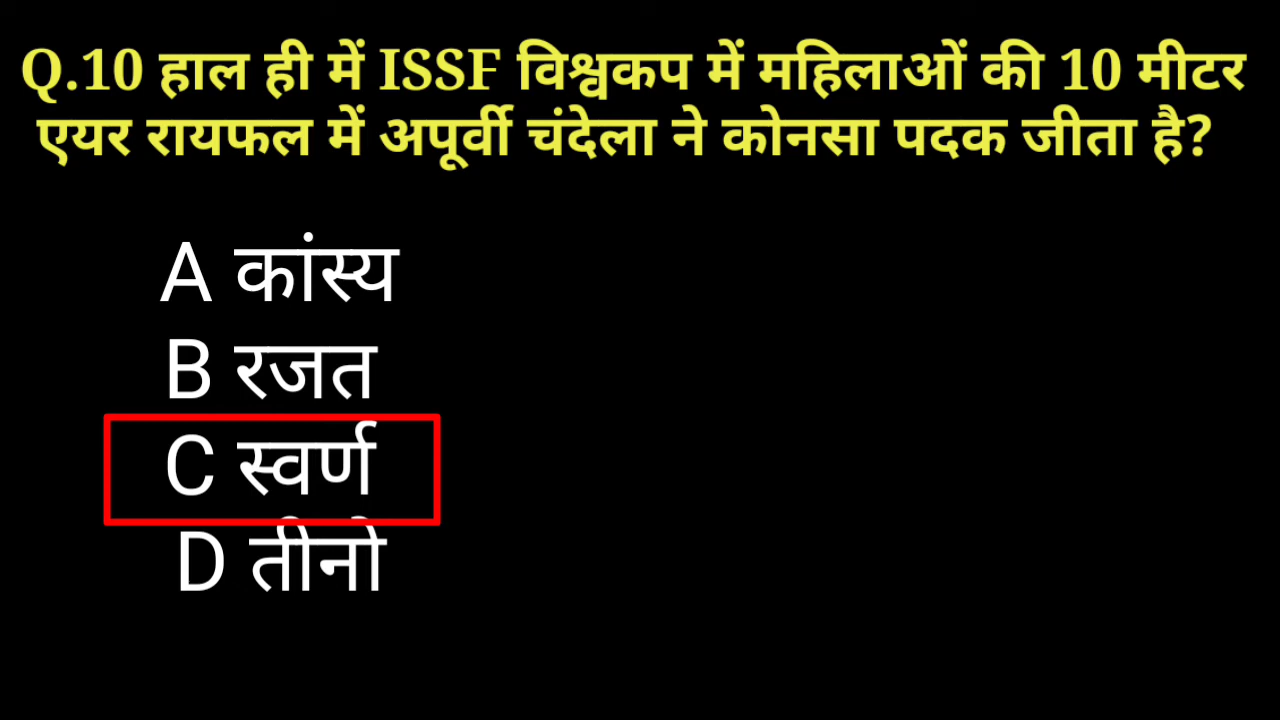 Q.10 हाल ही में ISSF विश्वकप में महिलाओं की 10 मीटर
एयर रायफल में अपूर्वी चंदेला ने कोनसा पदक जीता है?
A कांस्य
B रजत
C स्वर्ण
D तीनो